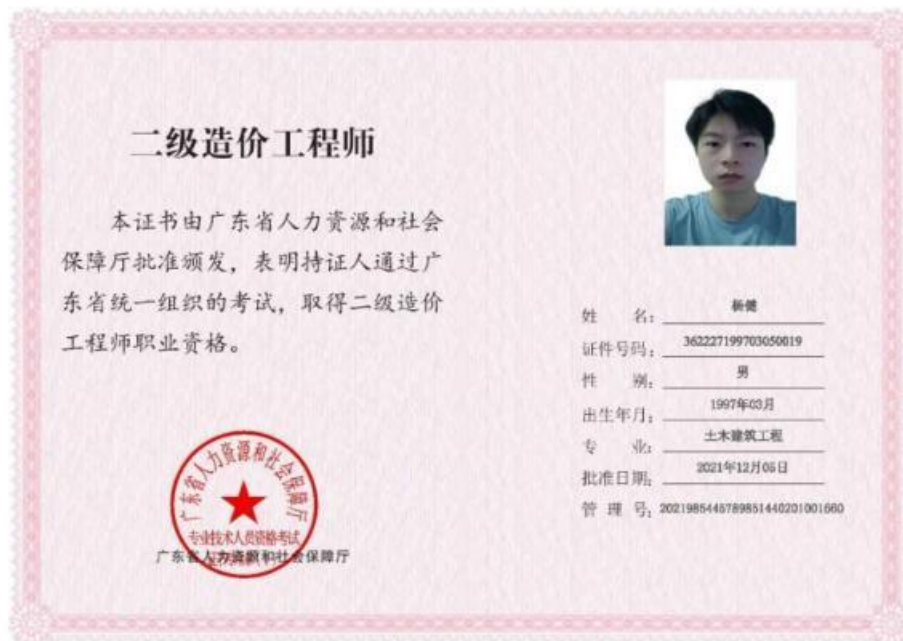 二级造价工程师
本证书由广东省人力资源和社会
保障厅批准颁发，表明持证人通过广
东省统一组织的考试，取得二级造价
工程师职业资格。
广东省人力资源和社会保障厅
专业技术人员资格考试
广东省人力资源和社会保障厅
姓 名：杨健
证件号码：362227199703050019
性 别：男
出生年月：1997年03月
专 业：土木建筑工程
批准日期：2021年12月05日
管 理 号：